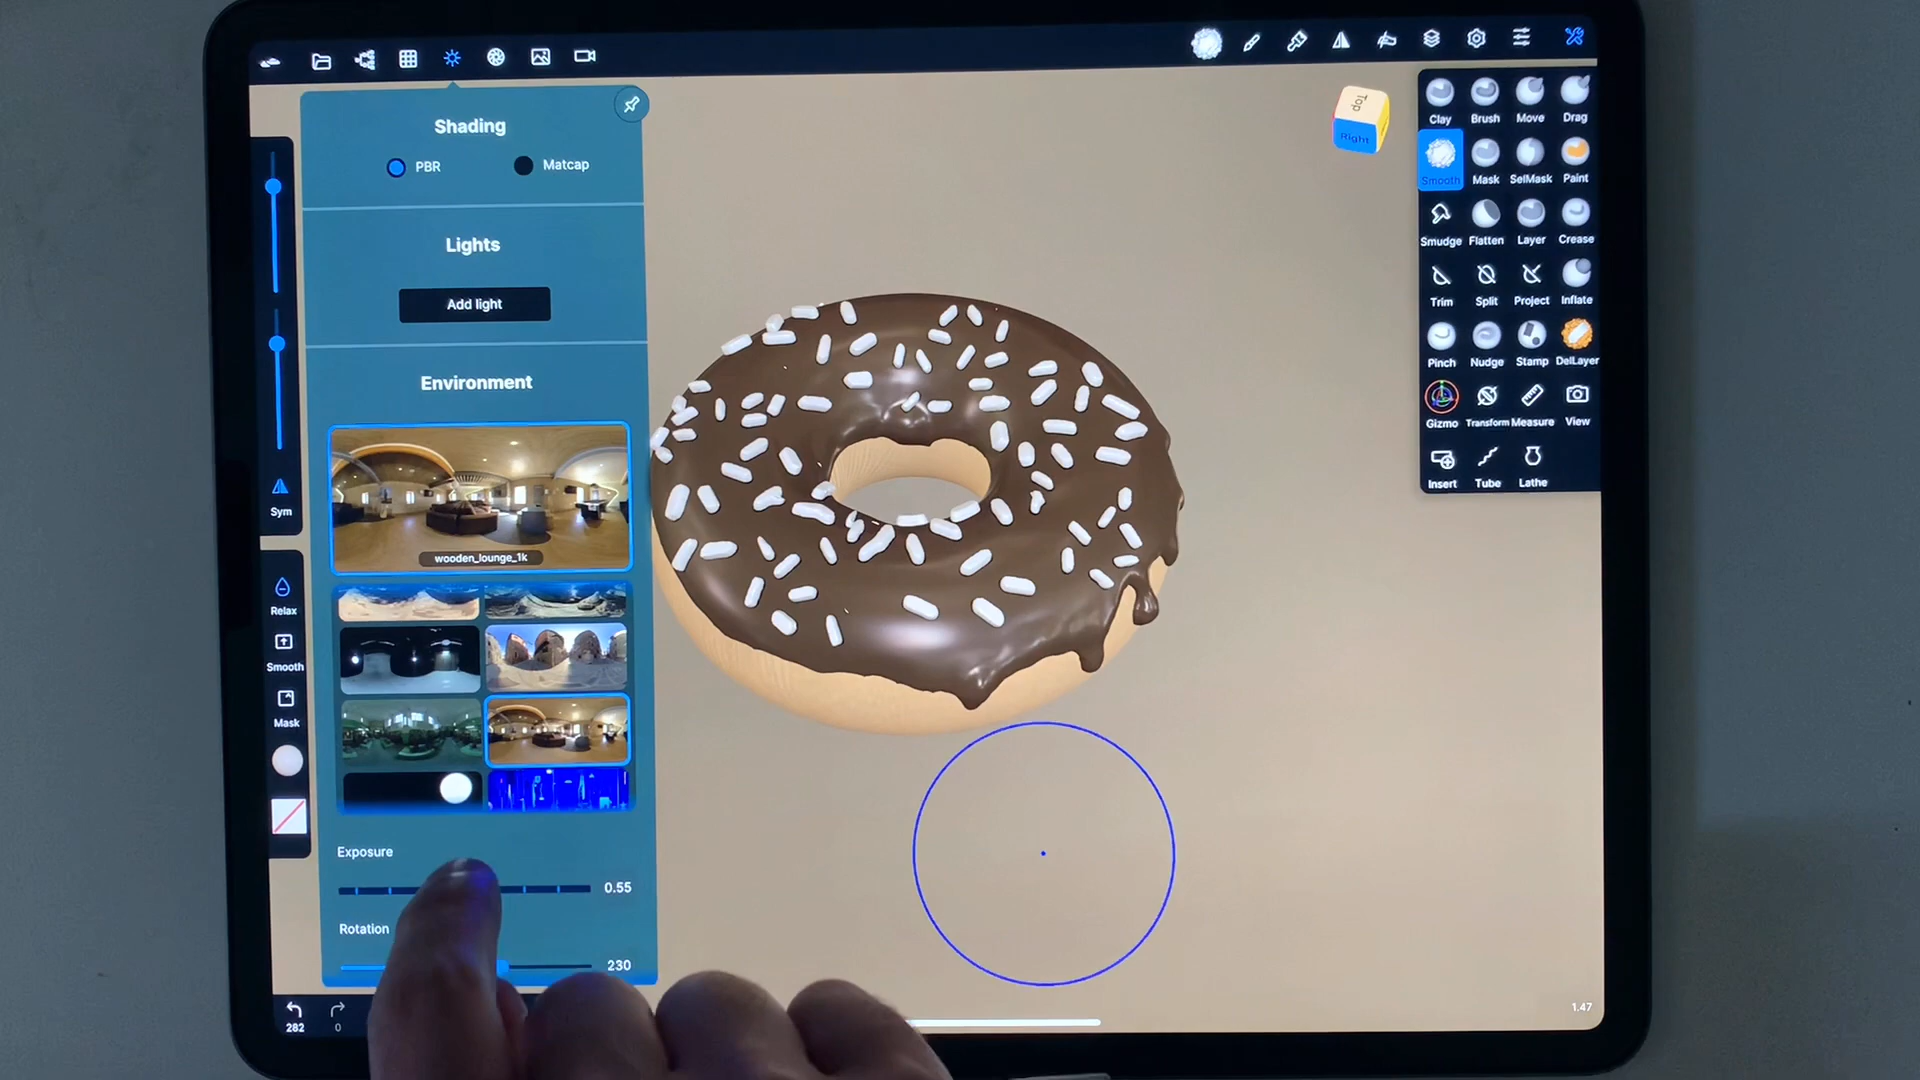 Shading
PBR
Matcap
Lights
Add light
Environment
wooden_lounge_1k
Exposure
0.55
Rotation
230
Sym
Relax
Smooth
Mask
282
0
Top
Right
Clay
Brush
Move
Drag
Smooth
Mask
SelMask
Paint
Smudge
Flatten
Layer
Crease
Trim
Split
Project
Inflate
Pinch
Nudge
Stamp
DelLayer
Gizmo
Transform
Measure
View
Insert
Tube
Lathe
1.47